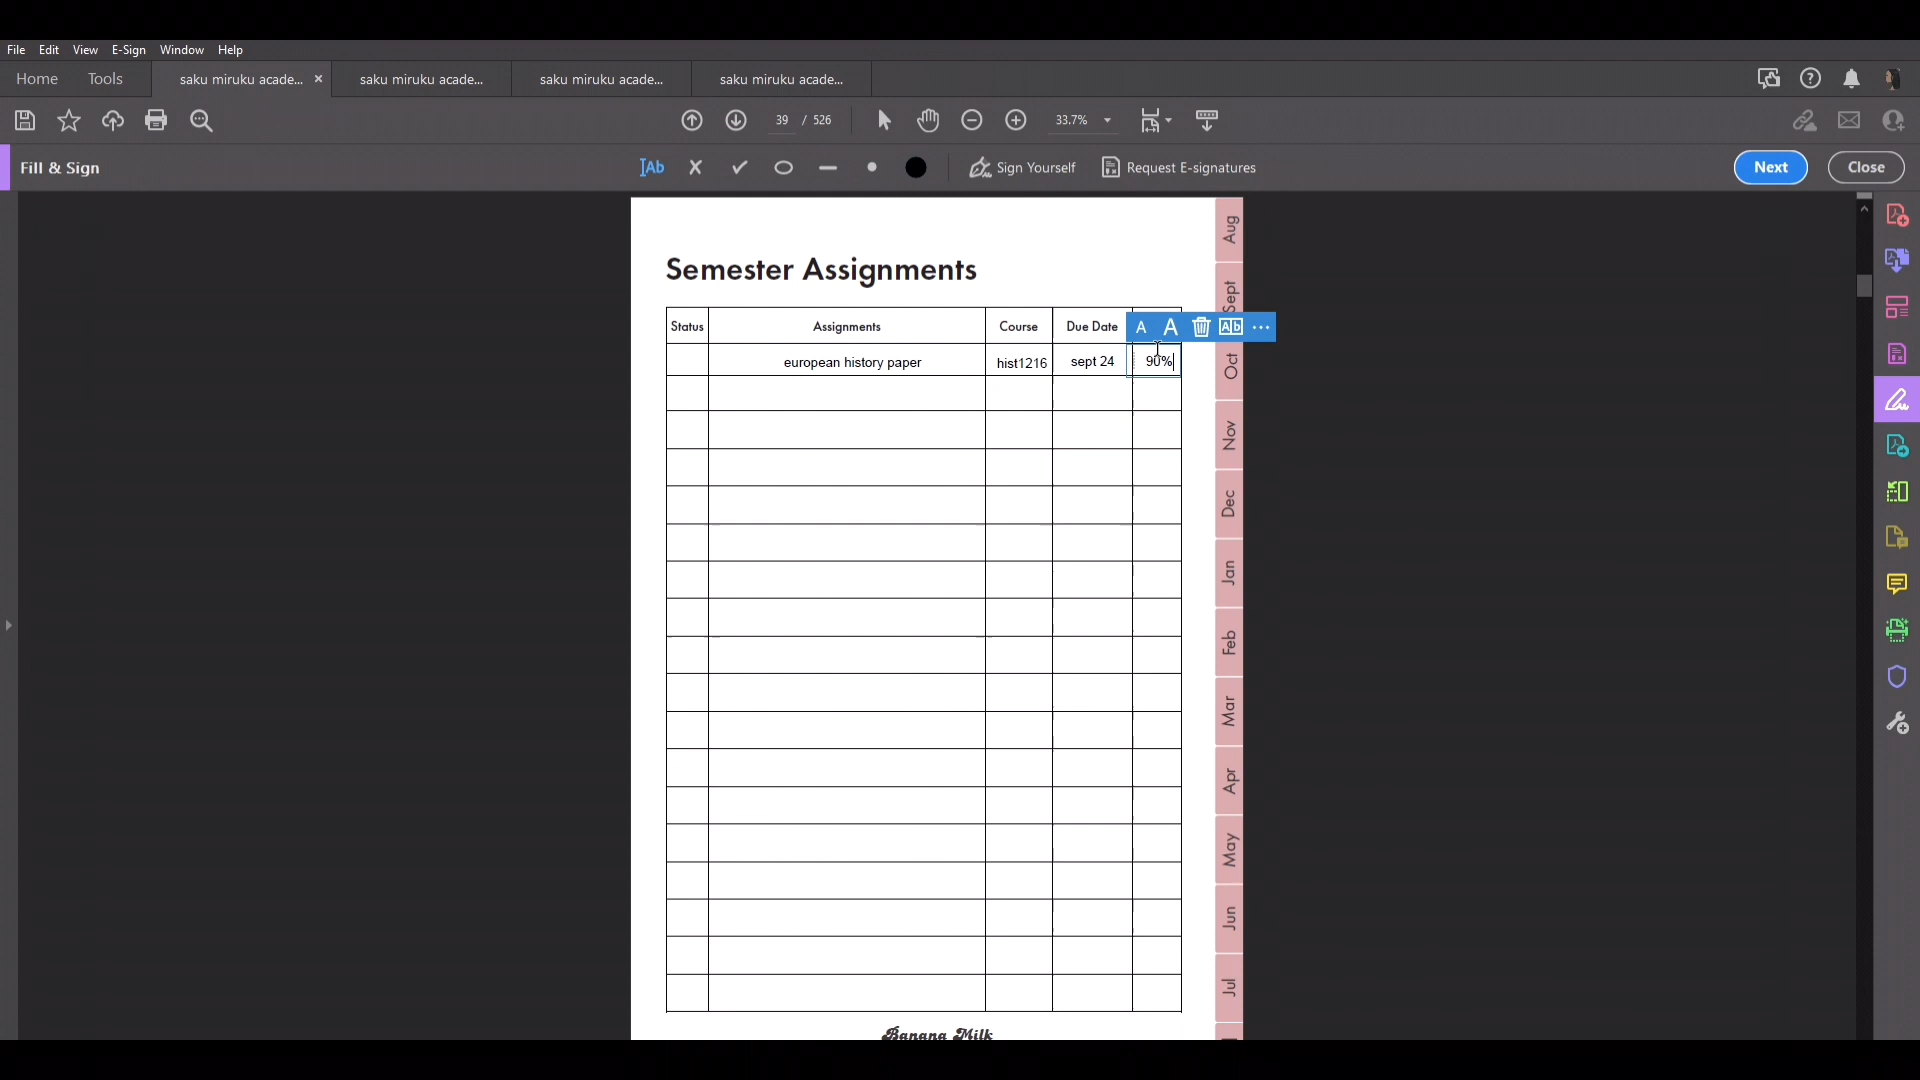 File Edit View E-Sign Window Help
Home Tools saku miruku acade... saku miruku acade... saku miruku acade... saku miruku acade...
39 / 526 33.7%
Fill & Sign Ab Sign Yourself Request E-signatures Next Close
Semester Assignments
Status Assignments Course Due Date A A Ab ...
european history paper hist1216 sept 24 90%
Banana Milk
Aug
Sept
Oct
Nov
Dec
Jan
Feb
Mar
Apr
May
Jun
Jul